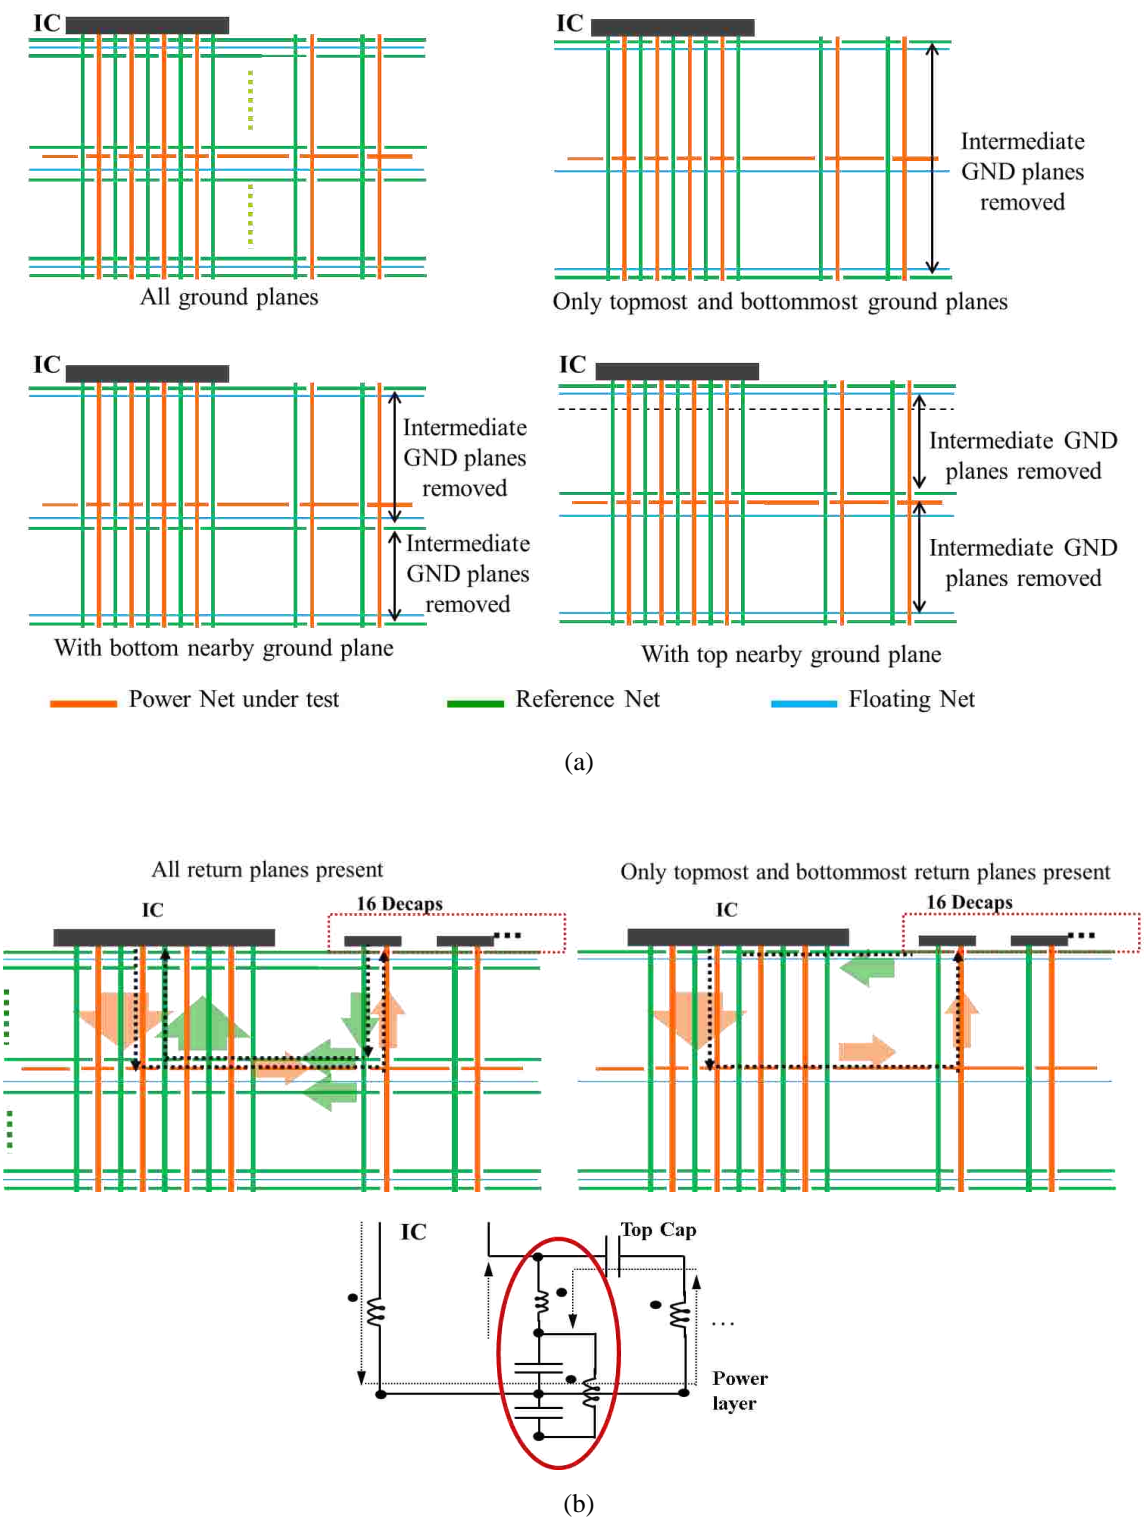 IC
All ground planes
IC
Intermediate
GND planes
removed
Only topmost and bottommost ground planes
IC
Intermediate
GND planes
removed
Intermediate
GND planes
removed
With bottom nearby ground plane
IC
Intermediate GND
planes removed
Intermediate GND
planes removed
With top nearby ground plane
Power Net under test
Reference Net
Floating Net
(a)
All return planes present
IC
16 Decaps
Only topmost and bottommost return planes present
IC
16 Decaps
IC
Top Cap
...
Power
layer
(b)